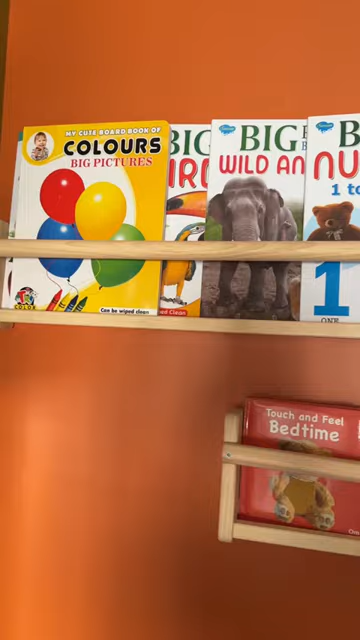 MY CUTE BOARD BOOK OF
COLOURS
BIG PICTURES
Can be wiped clean
BIG
BIG
WILD AN
B
NU
1 to
1
ONE
Touch and Feel
Bedtime